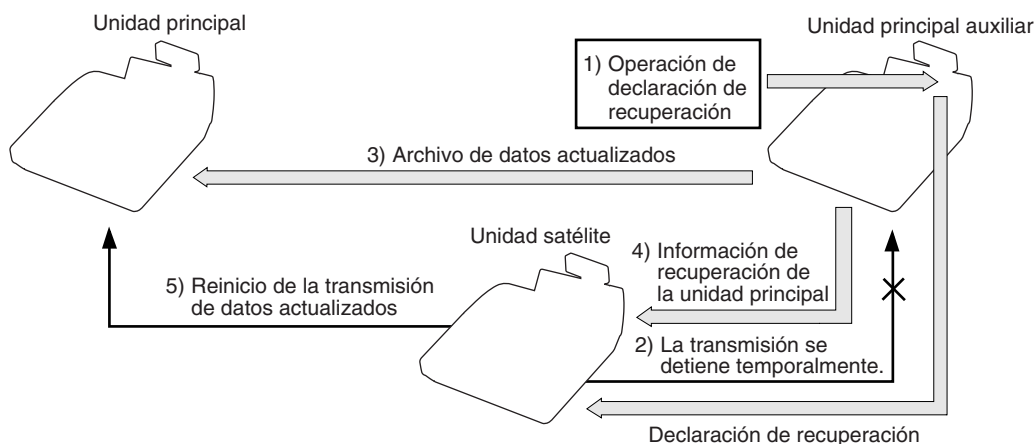 Unidad principal
Unidad principal auxiliar
1) Operación de
declaración de
recuperación
3) Archivo de datos actualizados
Unidad satélite
4) Información de
recuperación de
la unidad principal
5) Reinicio de la transmisión
de datos actualizados
2) La transmisión se
detiene temporalmente.
Declaración de recuperación